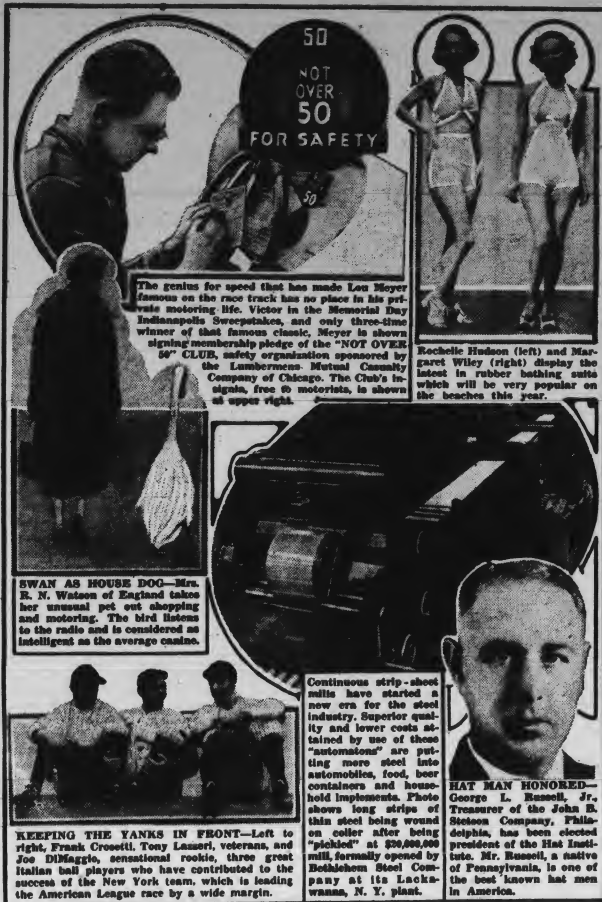 50
NOT
OVER
50
FOR SAFETY
50
The genius for speed that has made Lou Meyer
famous on the race track has no place in his pri-
vate motoring life. Victor in the Memorial Day
Indianapolis Sweepstakes, and only three-time
winner of that famous classic, Meyer is shown
signing membership pledge of the "NOT OVER
50" CLUB, safety organization sponsored by
the Lumbermens Mutual Casualty
Company of Chicago. The Club's in-
signia, free to motorists, is shown
at upper right.
Rochelle Hudson (left) and Mar-
garet Wiley (right) display the
latest in rubber bathing suits
which will be very popular on
the beaches this year.
SWAN AS HOUSE DOG—Mrs.
R. N. Watson of England takes
her unusual pet out shopping
and motoring. The bird listens
to the radio and is considered as
intelligent as the average canine.
KEEPING THE YANKS IN FRONT—Left to
right, Frank Crosetti, Tony Lazzeri, veterans, and
Joe DiMaggio, sensational rookie, three great
Italian ball players who have contributed to the
success of the New York team, which is leading
the American League race by a wide margin.
Continuous strip-sheet
mills have started a
new era for the steel
industry. Superior qual-
ity and lower costs at-
tained by use of these
"automatons" are put-
ting more steel into
automobiles, food, beer
containers and house-
hold implements. Photo
shows long strips of
thin steel being wound
on coiler after being
"pickled" at $20,000,000
mill, formally opened by
Bethlehem Steel Com-
pany at its Lacka-
wanna, N. Y. plant.
HAT MAN HONORED—
George L. Russell, Jr.,
Treasurer of the John B.
Stetson Company, Phila-
delphia, has been elected
president of the Hat Insti-
tute. Mr. Russell, a native
of Pennsylvania, is one of
the best known hat men
in America.